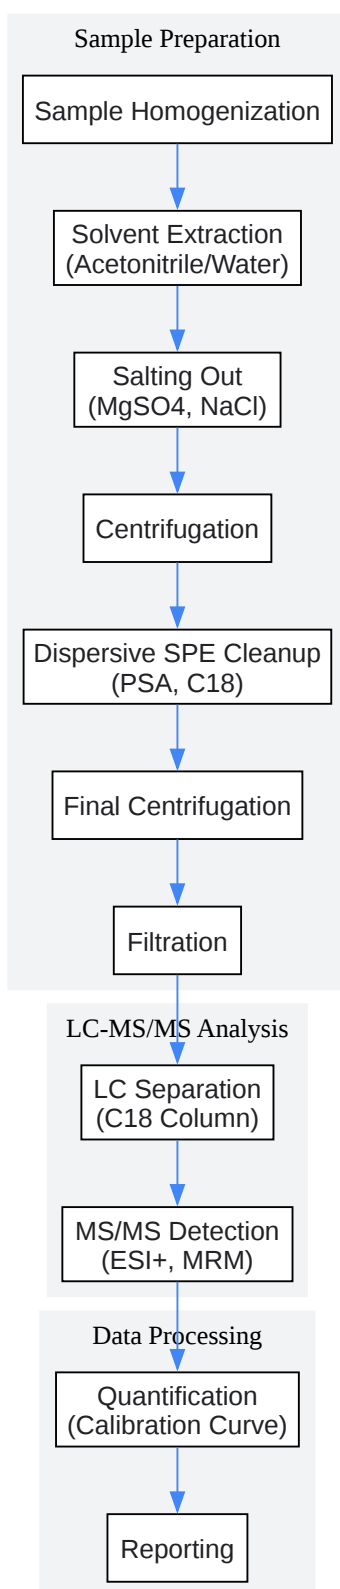 Sample Preparation
Sample Homogenization
Solvent Extraction
(Acetonitrile/Water)
Salting Out
(MgSO4, NaCl)
Centrifugation
Dispersive SPE Cleanup
(PSA, C18)
Final Centrifugation
Filtration
LC-MS/MS Analysis
LC Separation
(C18 Column)
MS/MS Detection
(ESI+, MRM)
Data Processing
Quantification
(Calibration Curve)
Reporting